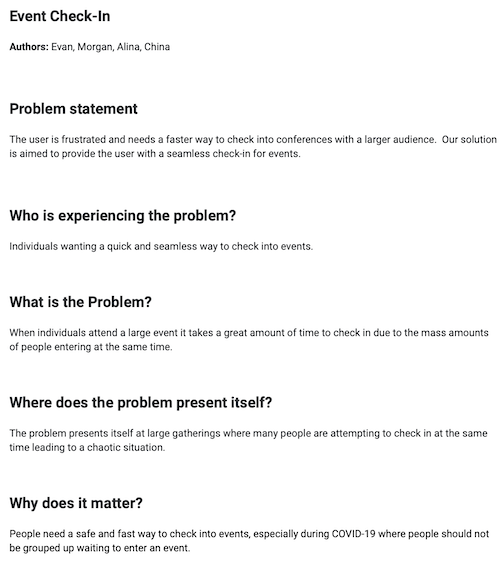 Event Check-In
Authors: Evan, Morgan, Alina, China
Problem statement
The user is frustrated and needs a faster way to check into conferences with a larger audience.  Our solution
is aimed to provide the user with a seamless check-in for events.
Who is experiencing the problem?
Individuals wanting a quick and seamless way to check into events.
What is the Problem?
When individuals attend a large event it takes a great amount of time to check in due to the mass amounts
of people entering at the same time.
Where does the problem present itself?
The problem presents itself at large gatherings where many people are attempting to check in at the same
time leading to a chaotic situation.
Why does it matter?
People need a safe and fast way to check into events, especially during COVID-19 where people should not
be grouped up waiting to enter an event.